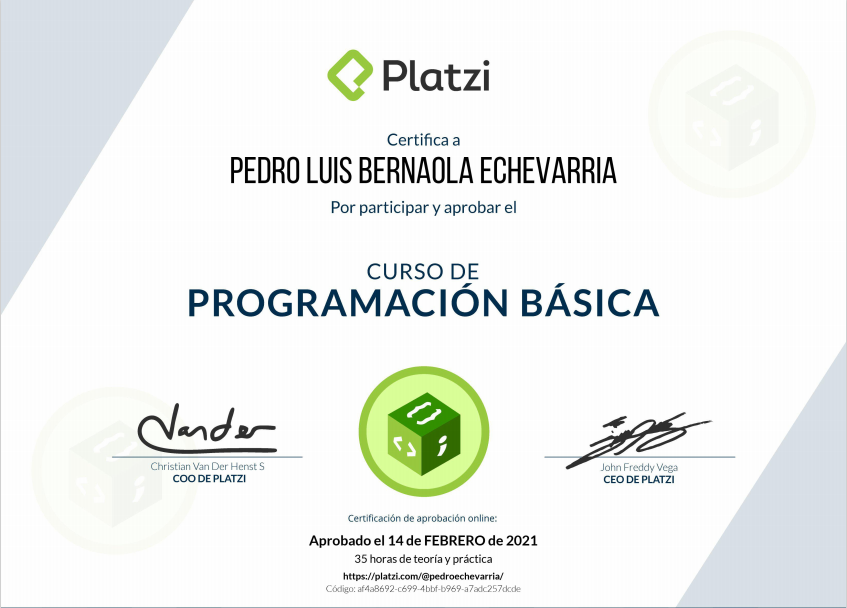 Platzi
Certifica a
PEDRO LUIS BERNAOLA ECHEVARRIA
Por participar y aprobar el
CURSO DE
PROGRAMACIÓN BÁSICA
Vander
Christian Van Der Henst S
COO DE PLATZI
John Freddy Vega
CEO DE PLATZI
Certificación de aprobación online:
Aprobado el 14 de FEBRERO de 2021
35 horas de teoría y práctica
https://platzi.com/@pedroechevarria/
Código: af4a8692-c699-4bbf-b969-a7adc257dcde